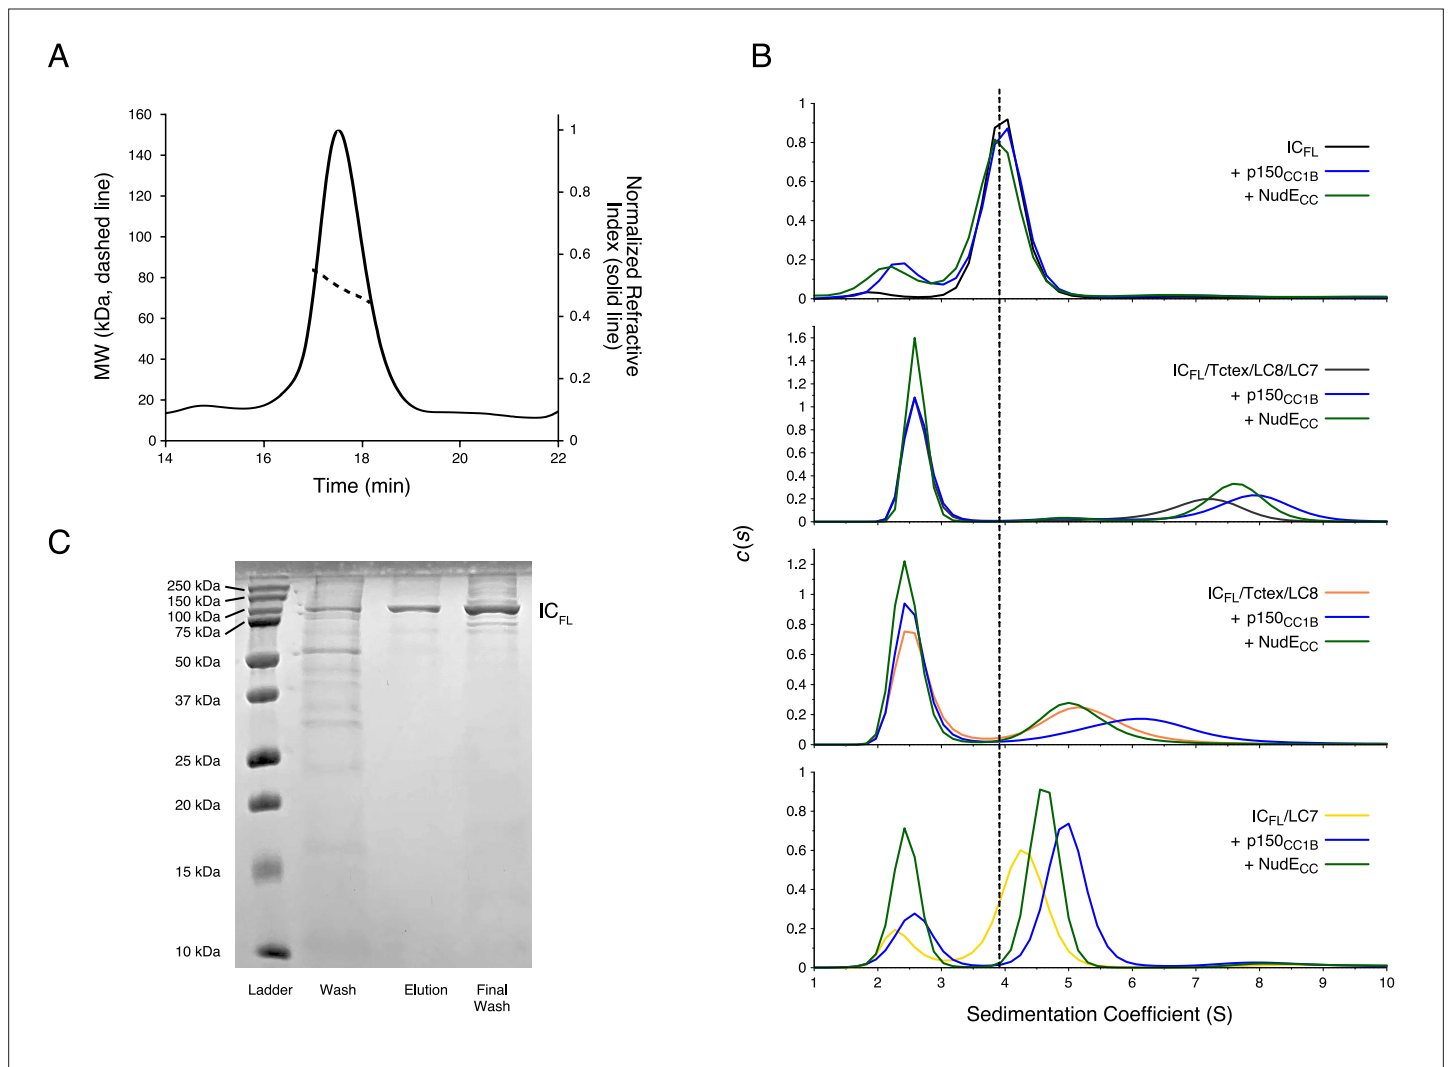 A
160
140
120
100
80
60
40
20
0
MW (kDa, dashed line)
1
0.8
0.6
0.4
0.2
0
Normalized Refractive
Index (solid line)
14
16
18
20
22
Time (min)
B
1
0.8
0.6
0.4
0.2
0
IC_FL
+ p150_CC1B
+ NudE_CC
1.6
1.4
1.2
1
0.8
0.6
0.4
0.2
0
IC_FL/Tctex/LC8/LC7
+ p150_CC1B
+ NudE_CC
c(s)
1.2
1
0.8
0.6
0.4
0.2
0
IC_FL/Tctex/LC8
+ p150_CC1B
+ NudE_CC
1
0.8
0.6
0.4
0.2
0
IC_FL/LC7
+ p150_CC1B
+ NudE_CC
1
2
3
4
5
6
7
8
9
10
Sedimentation Coefficient (S)
C
250 kDa
150 kDa
100 kDa
75 kDa
50 kDa
37 kDa
25 kDa
20 kDa
15 kDa
10 kDa
IC_FL
Ladder
Wash
Elution
Final
Wash